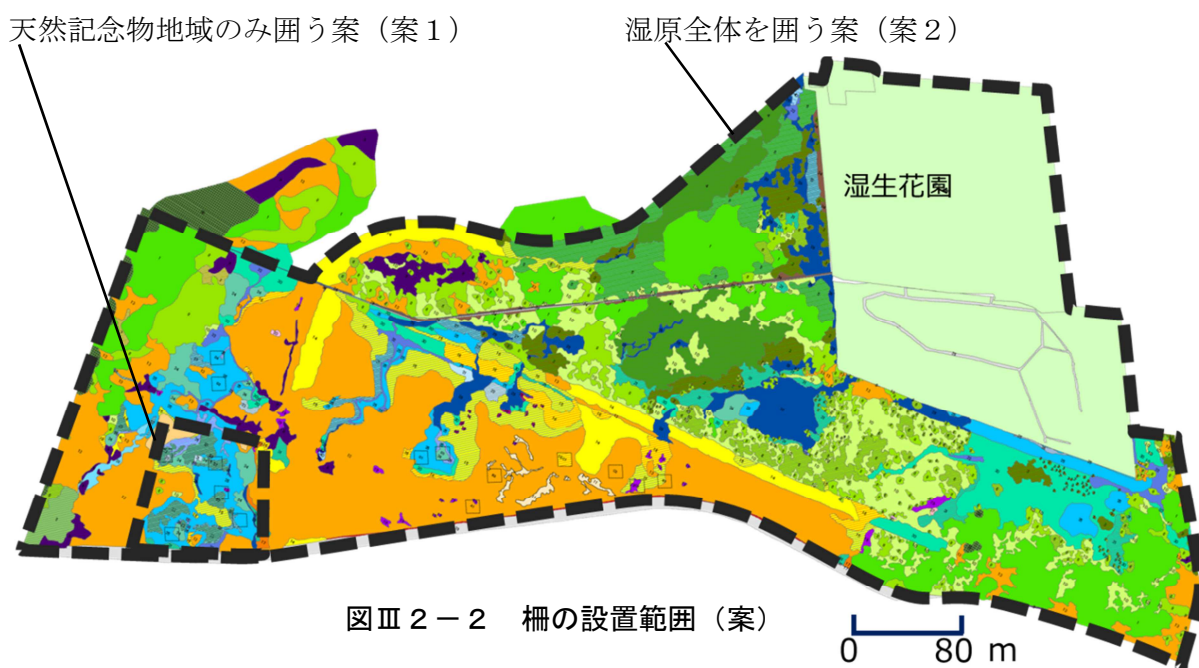 天然記念物地域のみ囲う案（案１）
湿原全体を囲う案（案２）
湿生花園
図Ⅲ２－２　柵の設置範囲（案）
0 80 m